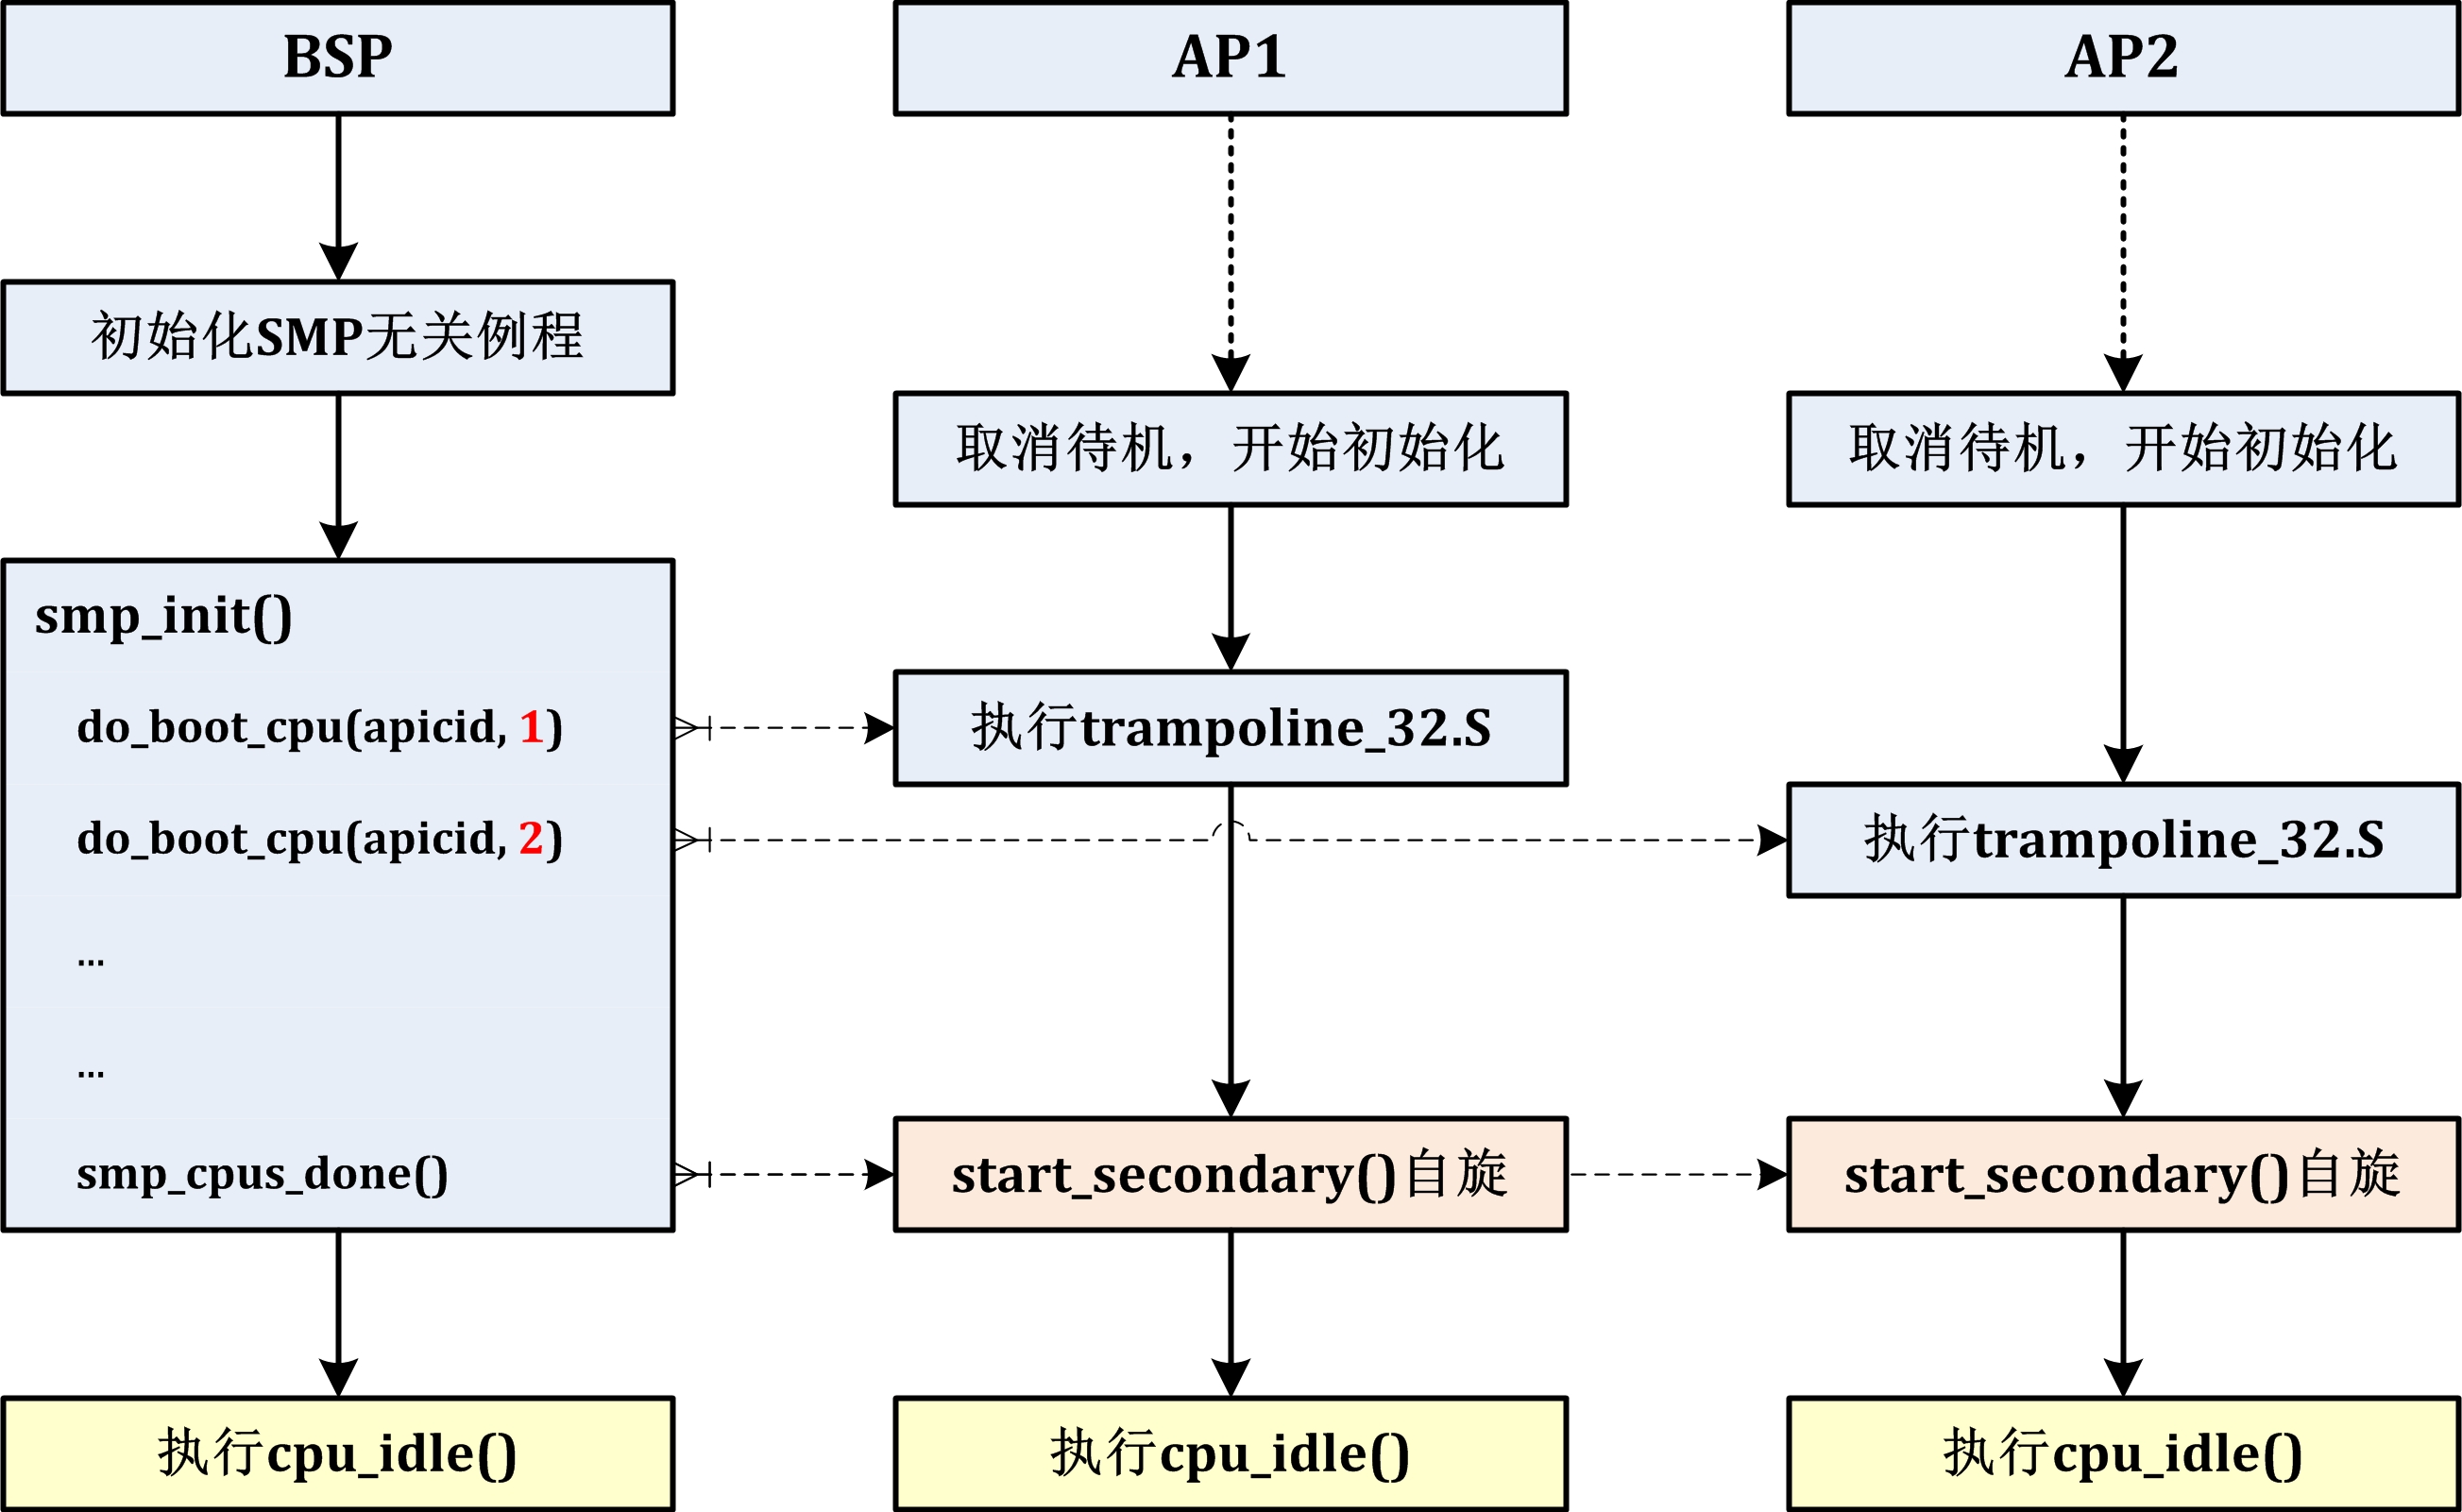 BSP
AP1
AP2
初始化SMP无关例程
取消待机，开始初始化
取消待机，开始初始化
smp_init()
do_boot_cpu(apicid, 1)
执行trampoline_32.S
do_boot_cpu(apicid, 2)
执行trampoline_32.S
...
...
smp_cpus_done()
start_secondary()自旋
start_secondary()自旋
执行cpu_idle()
执行cpu_idle()
执行cpu_idle()